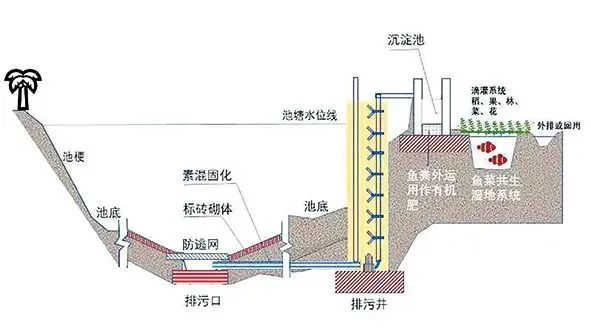 沉淀池
滴灌系统
稻、果、林、
菜、花
池塘水位线
外排或回用
池梗
素混固化
鱼粪外运
用作有机
肥
鱼菜共生
湿地系统
池底
标砖砌体
池底
防逃网
排污口
排污井